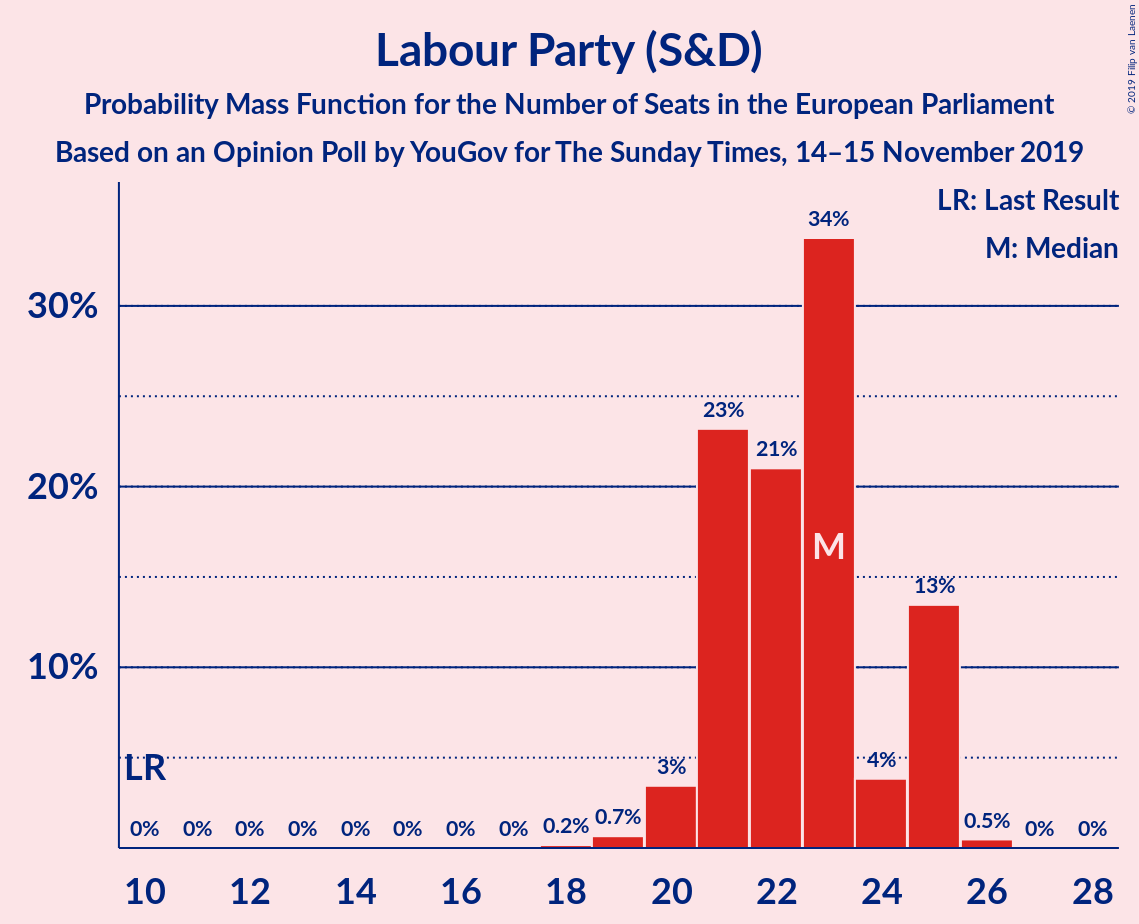 Labour Party (S&D)
Probability Mass Function for the Number of Seats in the European Parliament
Based on an Opinion Poll by YouGov for The Sunday Times, 14–15 November 2019
© 2019 Filip van Laenen
LR: Last Result
M: Median
34%
30%
23%
21%
20%
M
13%
10%
LR
3%
4%
0% 0% 0% 0% 0% 0% 0% 0% 0.2% 0.7% 0.5% 0% 0%
10 12 14 16 18 20 22 24 26 28